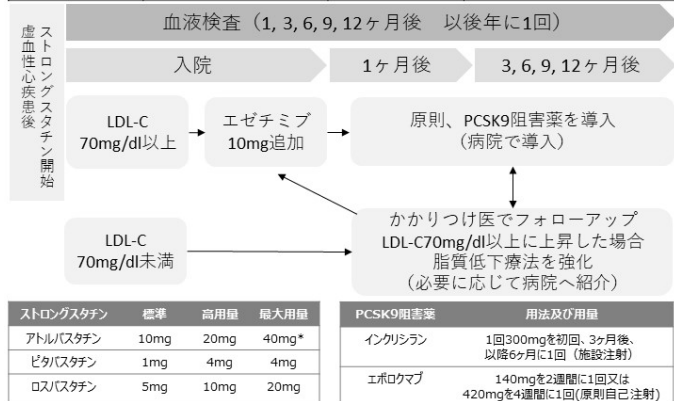 血液検査（1, 3, 6, 9, 12ヶ月後　以後年に1回）
虚血性心疾患後
ストロングスタチン開始
入院
1ヶ月後
3, 6, 9, 12ヶ月後
LDL-C
70mg/dl以上
エゼチミブ
10mg追加
原則、PCSK9阻害薬を導入
（病院で導入）
LDL-C
70mg/dl未満
かかりつけ医でフォローアップ
LDL-C70mg/dl以上に上昇した場合
脂質低下療法を強化
（必要に応じて病院へ紹介）
ストロングスタチン 標準 高用量 最大用量
アトルバスタチン 10mg 20mg 40mg*
ピタバスタチン 1mg 4mg 4mg
ロスバスタチン 5mg 10mg 20mg
PCSK9阻害薬 用法及び用量
インクリシラン 1回300mgを初回、3ヶ月後、
以降6ヶ月に1回（施設注射）
エボロクマブ 140mgを2週間に1回又は
420mgを4週間に1回(原則自己注射)